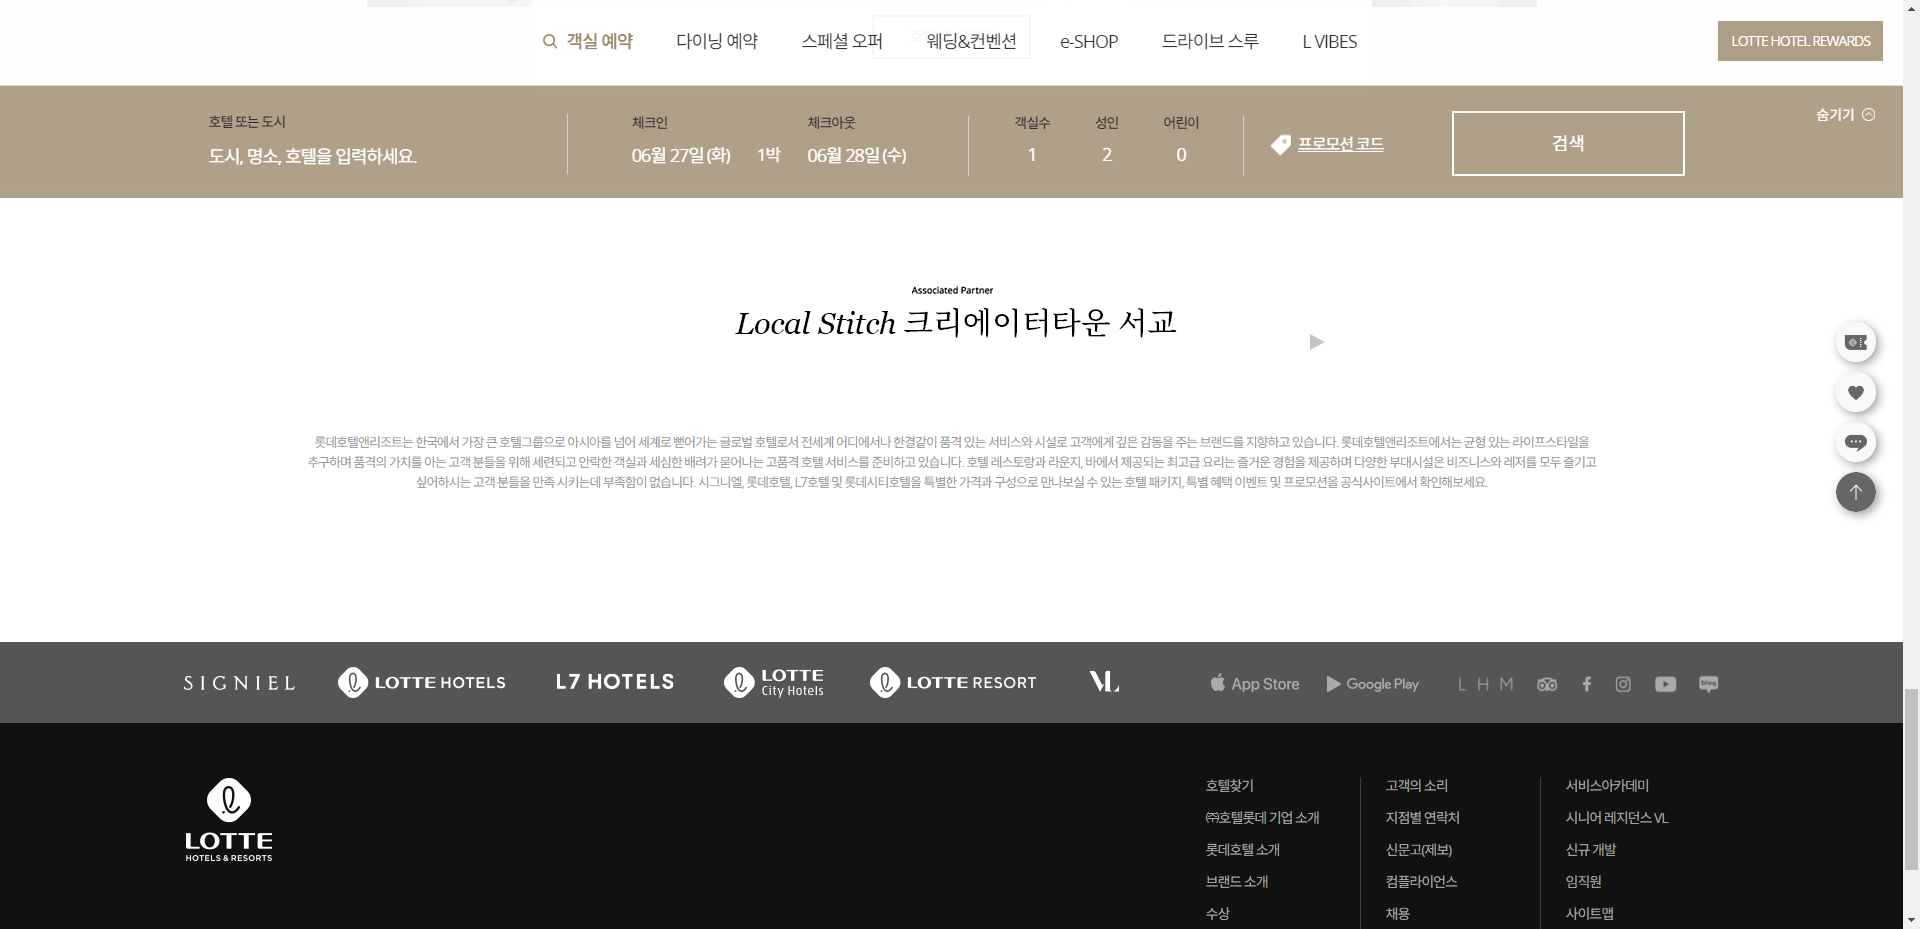 객실 예약
다이닝 예약
스페셜 오퍼
웨딩&컨벤션
e-SHOP
드라이브 스루
L VIBES
LOTTE HOTEL REWARDS
호텔 또는 도시
도시, 명소, 호텔을 입력하세요.
체크인
06월 27일 (화)
1박
체크아웃
06월 28일 (수)
객실수
1
성인
2
어린이
0
프로모션 코드
검색
숨기기
Associated Partner
Local Stitch 크리에이터타운 서교
롯데호텔앤리조트는 한국에서 가장 큰 호텔그룹으로 아시아를 넘어 세계로 뻗어가는 글로벌 호텔로서 전세계 어디에서나 한결같이 품격 있는 서비스와 시설로 고객에게 깊은 감동을 주는 브랜드를 지향하고 있습니다. 롯데호텔앤리조트에서는 균형 있는 라이프스타일을
추구하며 품격의 가치를 아는 고객 분들을 위해 세련되고 안락한 객실과 세심한 배려가 묻어나는 고품격 호텔 서비스를 준비하고 있습니다. 호텔 레스토랑과 라운지, 바에서 제공되는 최고급 요리는 즐거운 경험을 제공하며 다양한 부대시설은 비즈니스와 레저를 모두 즐기고
싶어하시는 고객 분들을 만족 시키는데 부족함이 없습니다. 시그니엘, 롯데호텔, L7호텔 및 롯데시티호텔을 특별한 가격과 구성으로 만나보실 수 있는 호텔 패키지, 특별 혜택 이벤트 및 프로모션을 공식사이트에서 확인해보세요.
SIGNIEL
LOTTE HOTELS
L7 HOTELS
LOTTE
City Hotels
LOTTE RESORT
VL
App Store
Google Play
L H M
blog
LOTTE
HOTELS & RESORTS
호텔찾기
㈜호텔롯데 기업 소개
롯데호텔 소개
브랜드 소개
수상
고객의 소리
지점별 연락처
신문고(제보)
컴플라이언스
채용
서비스아카데미
시니어 레지던스 VL
신규 개발
임직원
사이트맵